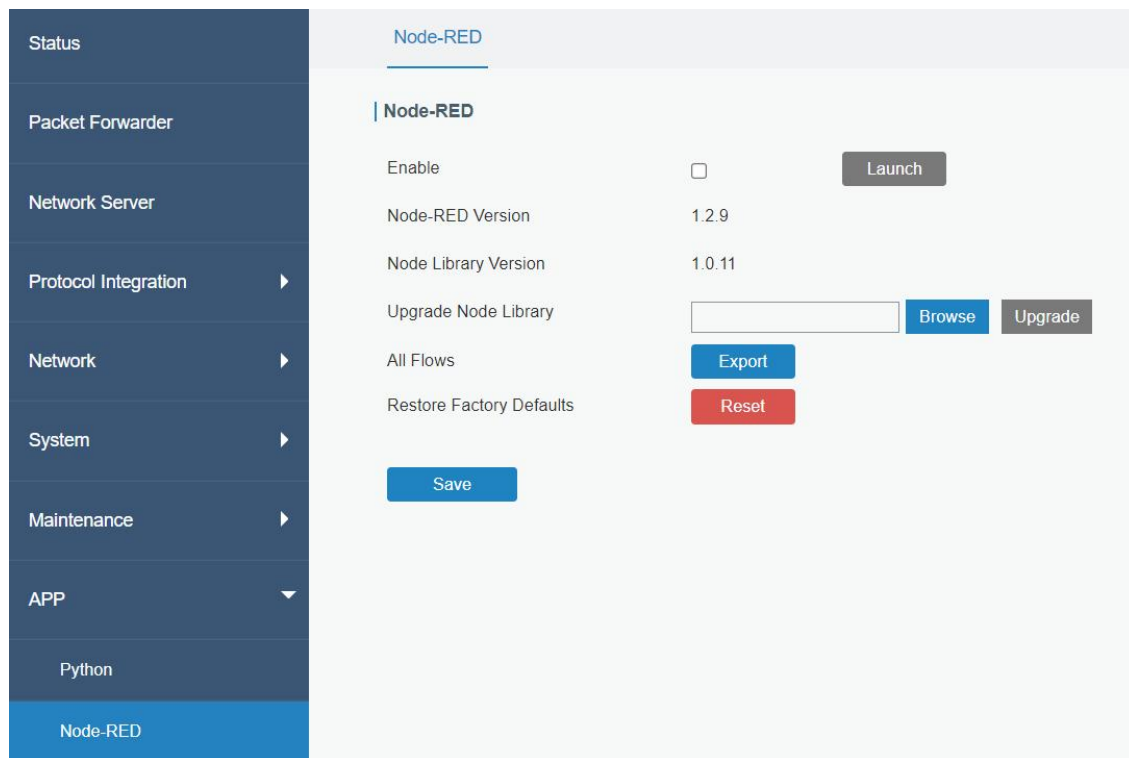 Status
Packet Forwarder
Network Server
Protocol Integration
Network
System
Maintenance
APP
Python
Node-RED
Node-RED
Node-RED
Enable Launch
Node-RED Version 1.2.9
Node Library Version 1.0.11
Upgrade Node Library Browse Upgrade
All Flows Export
Restore Factory Defaults Reset
Save